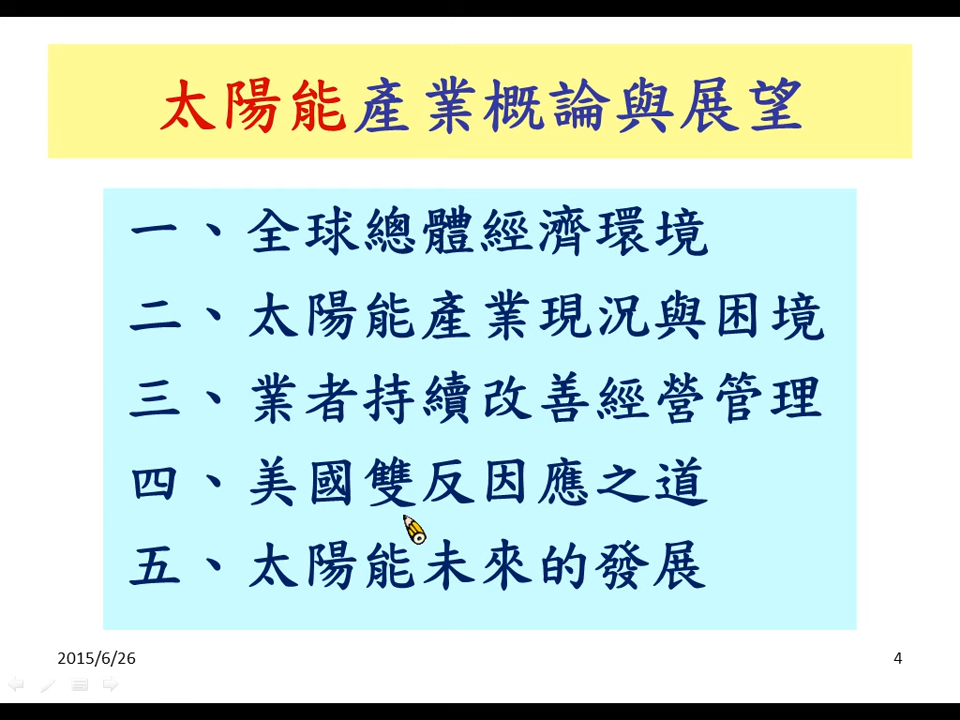 太陽能產業概論與展望
一、全球總體經濟環境
二、太陽能產業現況與困境
三、業者持續改善經營管理
四、美國雙反因應之道
五、太陽能未來的發展
2015/6/26
4